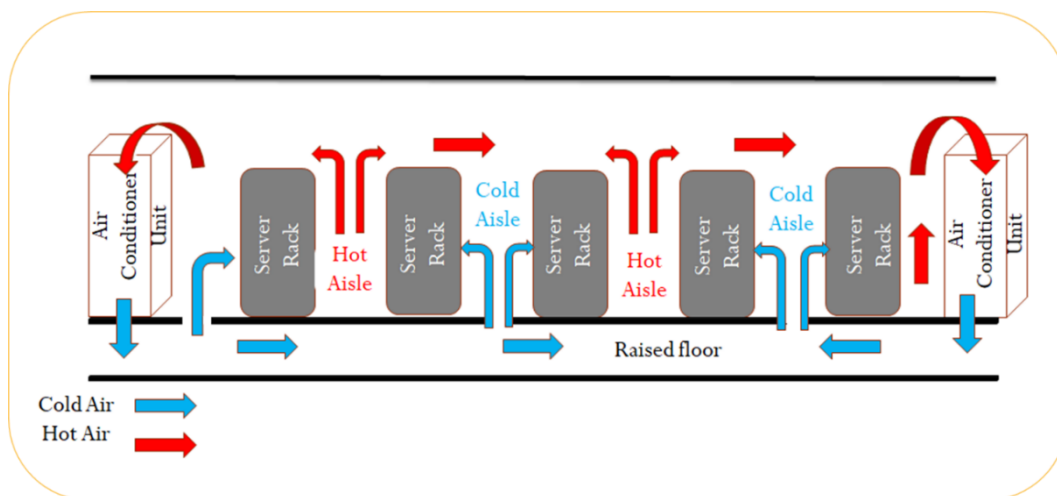 Air
Conditioner
Unit
Server
Rack
Hot
Aisle
Server
Rack
Cold
Aisle
Server
Rack
Hot
Aisle
Server
Rack
Cold
Aisle
Server
Rack
Air
Conditioner
Unit
Raised floor
Cold Air
Hot Air